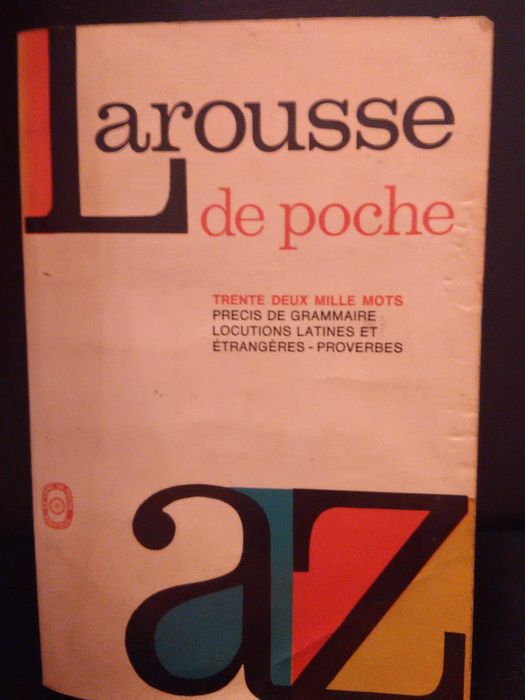 Larousse
de poche
TRENTE DEUX MILLE MOTS
PRECIS DE GRAMMAIRE
LOCUTIONS LATINES ET
ÉTRANGÈRES - PROVERBES
aZ